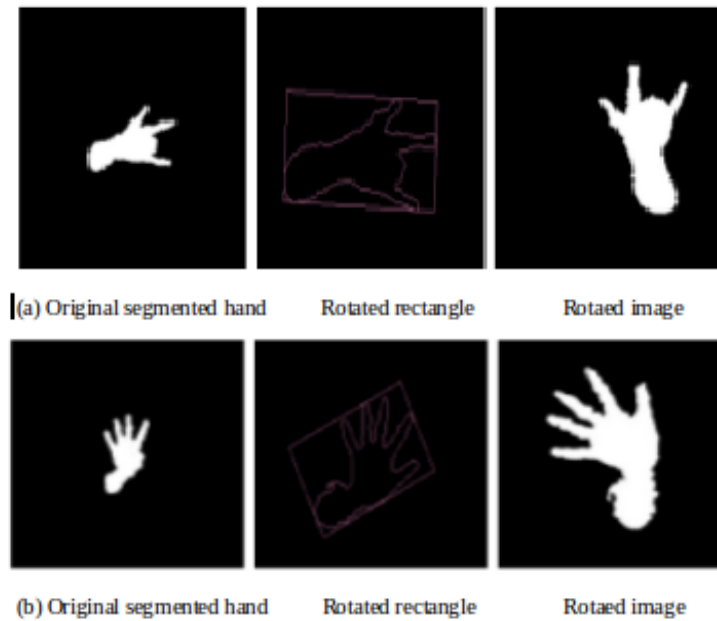 (a) Original segmented hand Rotated rectangle Rotaed image
(b) Original segmented hand Rotated rectangle Rotaed image